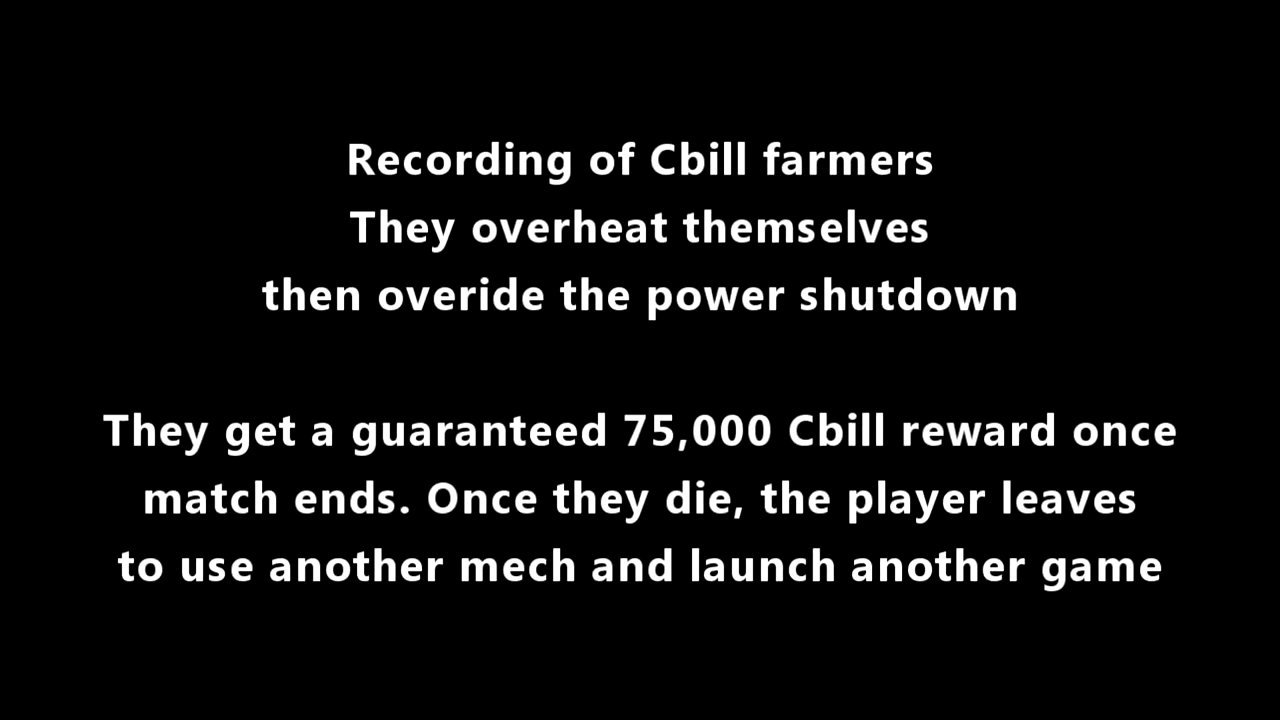 Recording of Cbill farmers
They overheat themselves
then overide the power shutdown
They get a guaranteed 75,000 Cbill reward once
match ends. Once they die, the player leaves
to use another mech and launch another game